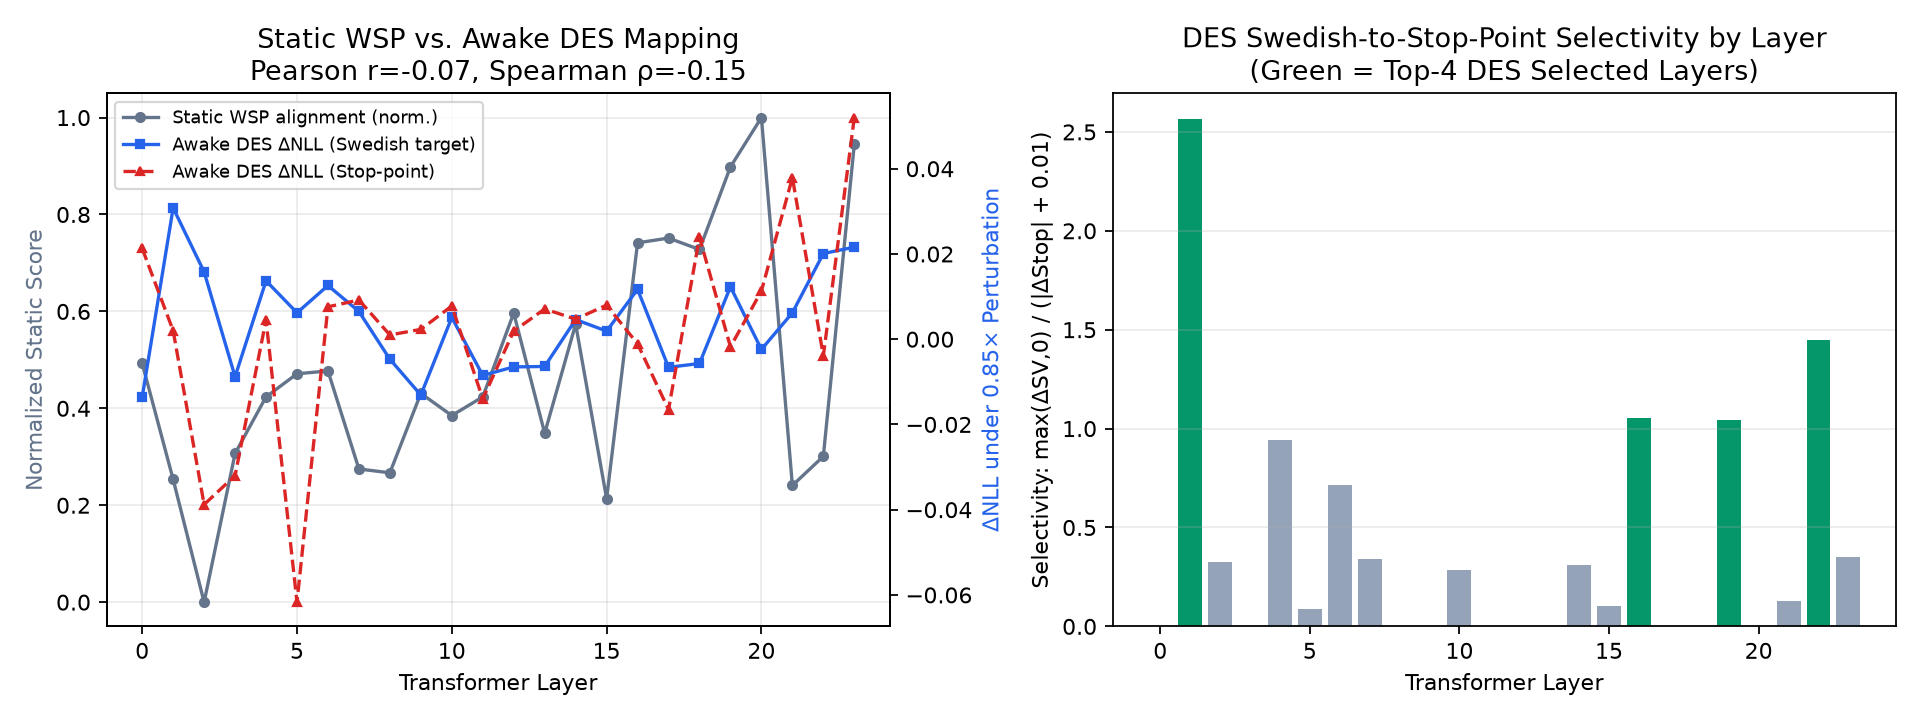 Static WSP vs. Awake DES Mapping
Pearson r=-0.07, Spearman ρ=-0.15
Static WSP alignment (norm.)
Awake DES ΔNLL (Swedish target)
Awake DES ΔNLL (Stop-point)
Normalized Static Score
1.0
0.8
0.6
0.4
0.2
0.0
0.04
0.02
0.00
−0.02
−0.04
−0.06
ΔNLL under 0.85× Perturbation
0 5 10 15 20
Transformer Layer
DES Swedish-to-Stop-Point Selectivity by Layer
(Green = Top-4 DES Selected Layers)
Selectivity: max(ΔSV,0) / (|ΔStop| + 0.01)
2.5
2.0
1.5
1.0
0.5
0.0
0 5 10 15 20
Transformer Layer